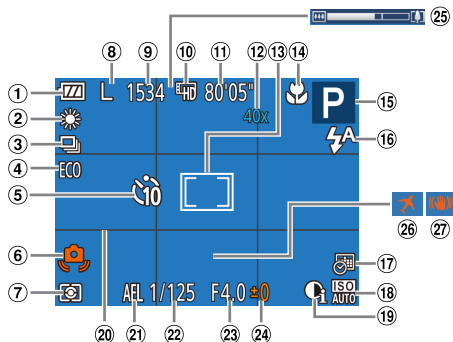 8 9 10 11 12 13 14 25
L 1534 HD 80'05"
40x
P
1
2
3
4 ECO
5 10
6
7
15
16 A
26 27
17
18 ISO AUTO
19 i
AEL 1/125 F4.0 ±0
20 21 22 23 24